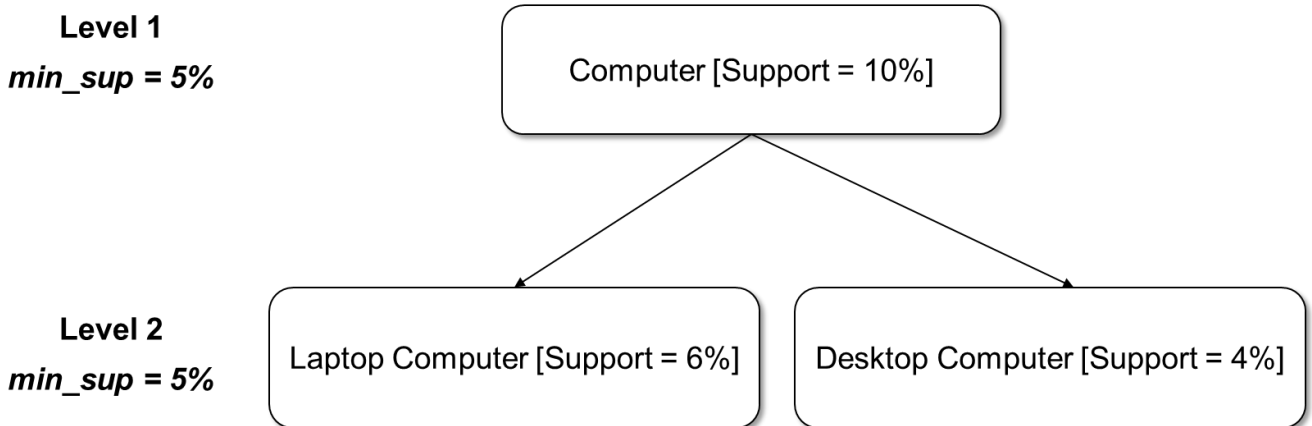 Level 1
min_sup = 5%
Computer [Support = 10%]
Level 2
min_sup = 5%
Laptop Computer [Support = 6%]
Desktop Computer [Support = 4%]